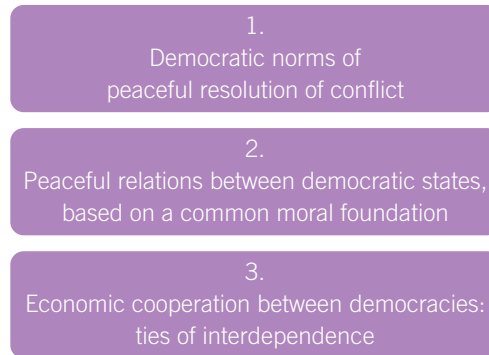 1.
Democratic norms of
peaceful resolution of conflict
2.
Peaceful relations between democratic states,
based on a common moral foundation
3.
Economic cooperation between democracies:
ties of interdependence